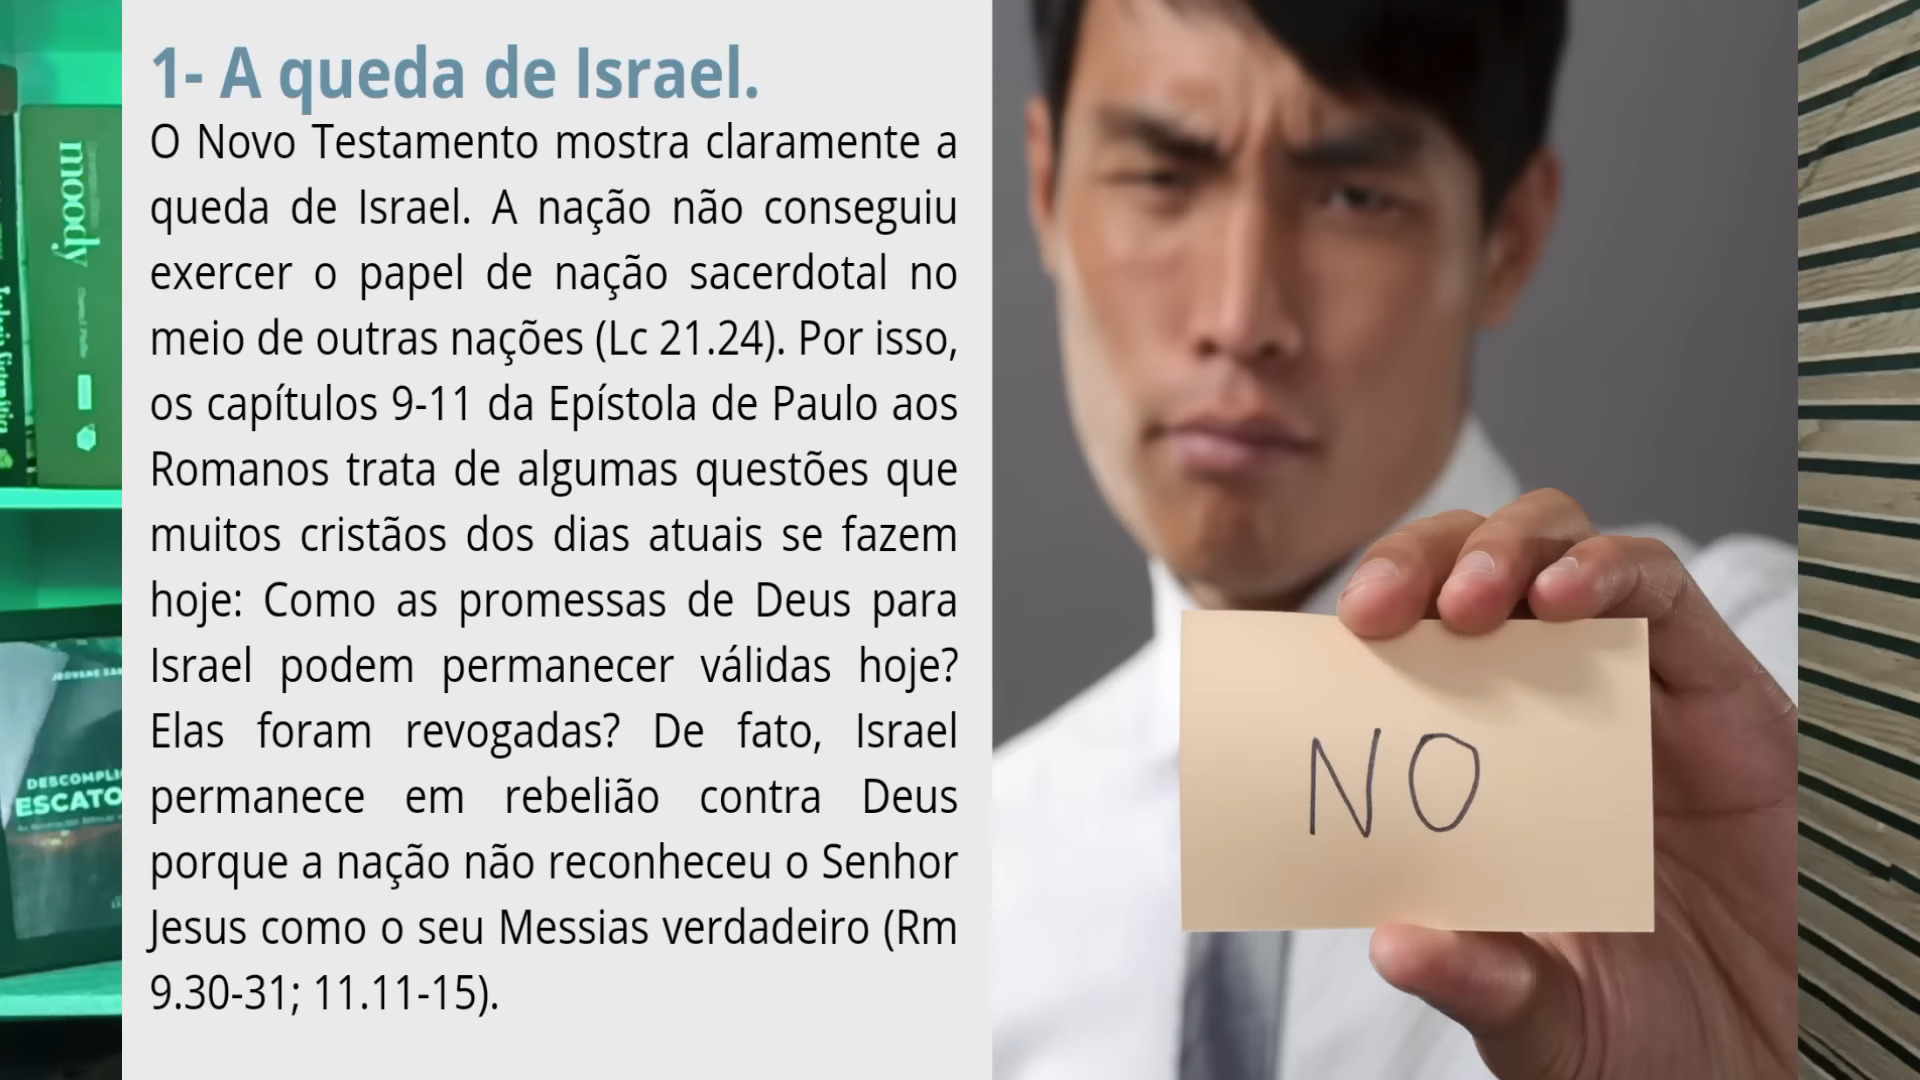 1- A queda de Israel.
O Novo Testamento mostra claramente a
queda de Israel. A nação não conseguiu
exercer o papel de nação sacerdotal no
meio de outras nações (Lc 21.24). Por isso,
os capítulos 9-11 da Epístola de Paulo aos
Romanos trata de algumas questões que
muitos cristãos dos dias atuais se fazem
hoje: Como as promessas de Deus para
Israel podem permanecer válidas hoje?
Elas foram revogadas? De fato, Israel
permanece em rebelião contra Deus
porque a nação não reconheceu o Senhor
Jesus como o seu Messias verdadeiro (Rm
9.30-31; 11.11-15).
NO
moody
DESCOMPLI
ESCATO